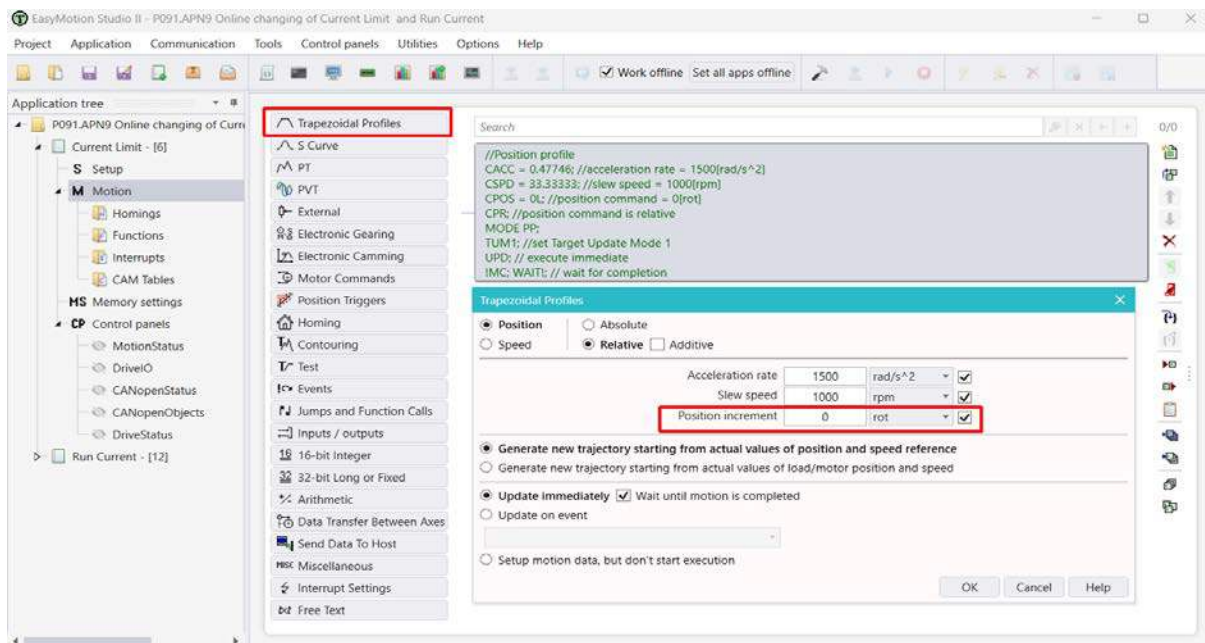 EasyMotion Studio II - P091.APN9 Online changing of Current Limit and Run Current
Project Application Communication Tools Control panels Utilities Options Help
Work offline Set all apps offline
Application tree
P091.APN9 Online changing of Curre
Current Limit - [6]
S Setup
M Motion
Homings
Functions
Interrupts
CAM Tables
MS Memory settings
CP Control panels
MotionStatus
DriveIO
CANopenStatus
CANopenObjects
DriveStatus
Run Current - [12]
Trapezoidal Profiles
S Curve
PT
PVT
External
Electronic Gearing
Electronic Camming
Motor Commands
Position Triggers
Homing
Contouring
Test
Events
Jumps and Function Calls
Inputs / outputs
16 16-bit Integer
32 32-bit Long or Fixed
Arithmetic
Data Transfer Between Axes
Send Data To Host
MISC Miscellaneous
Interrupt Settings
txt Free Text
Search
0/0
//Position profile
CACC = 0.47746; //acceleration rate = 1500[rad/s^2]
CSPD = 33.33333; //slew speed = 1000[rpm]
CPOS = 0L; //position command = 0[rot]
CPR; //position command is relative
MODE PP;
TUM1; //set Target Update Mode 1
UPD; // execute immediate
!MC; WAIT!; // wait for completion
Trapezoidal Profiles
Position Absolute
Speed Relative Additive
Acceleration rate 1500 rad/s^2
Slew speed 1000 rpm
Position increment 0 rot
Generate new trajectory starting from actual values of position and speed reference
Generate new trajectory starting from actual values of load/motor position and speed
Update immediately Wait until motion is completed
Update on event
Setup motion data, but don't start execution
OK Cancel Help